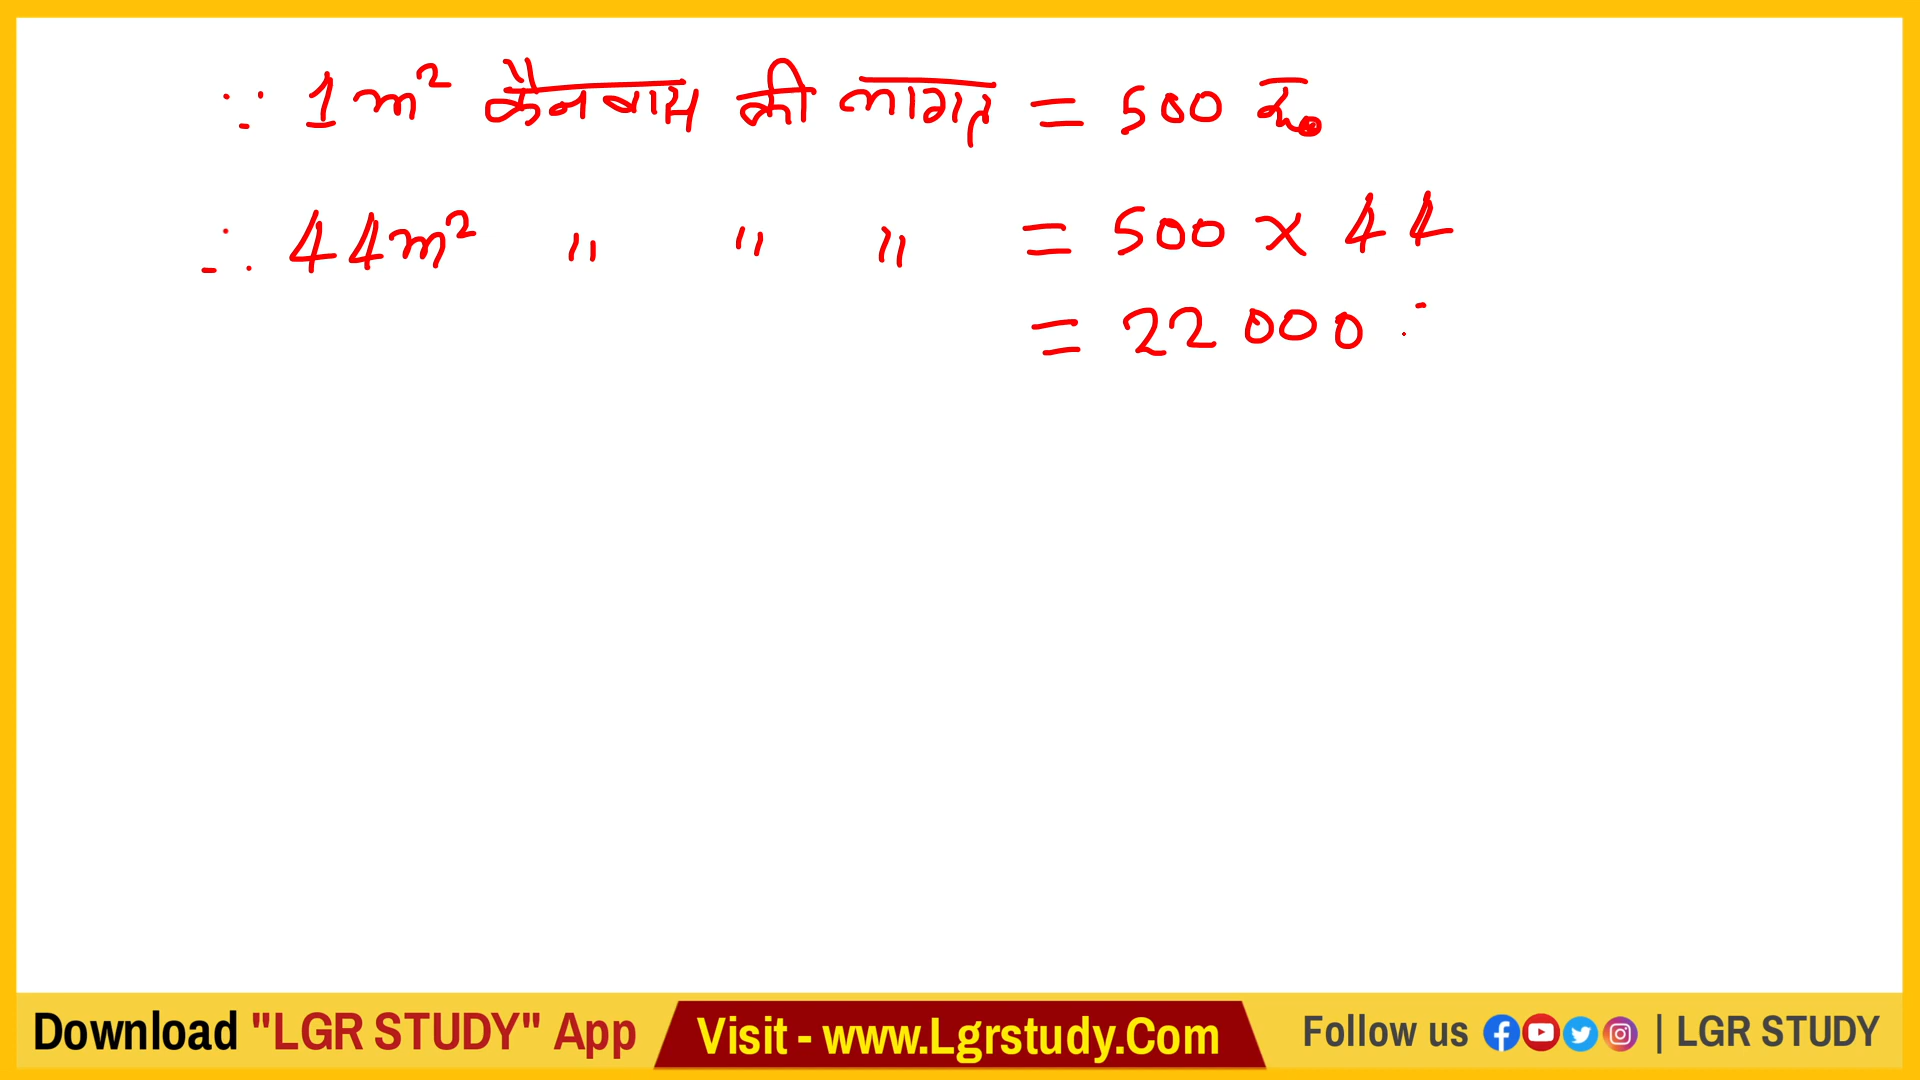 ∵ 1m² कैनवास की लागत = 500 रु०
∴ 44m² " " " = 500 × 44
= 22000
Download "LGR STUDY" App
Visit - www.Lgrstudy.Com
Follow us | LGR STUDY